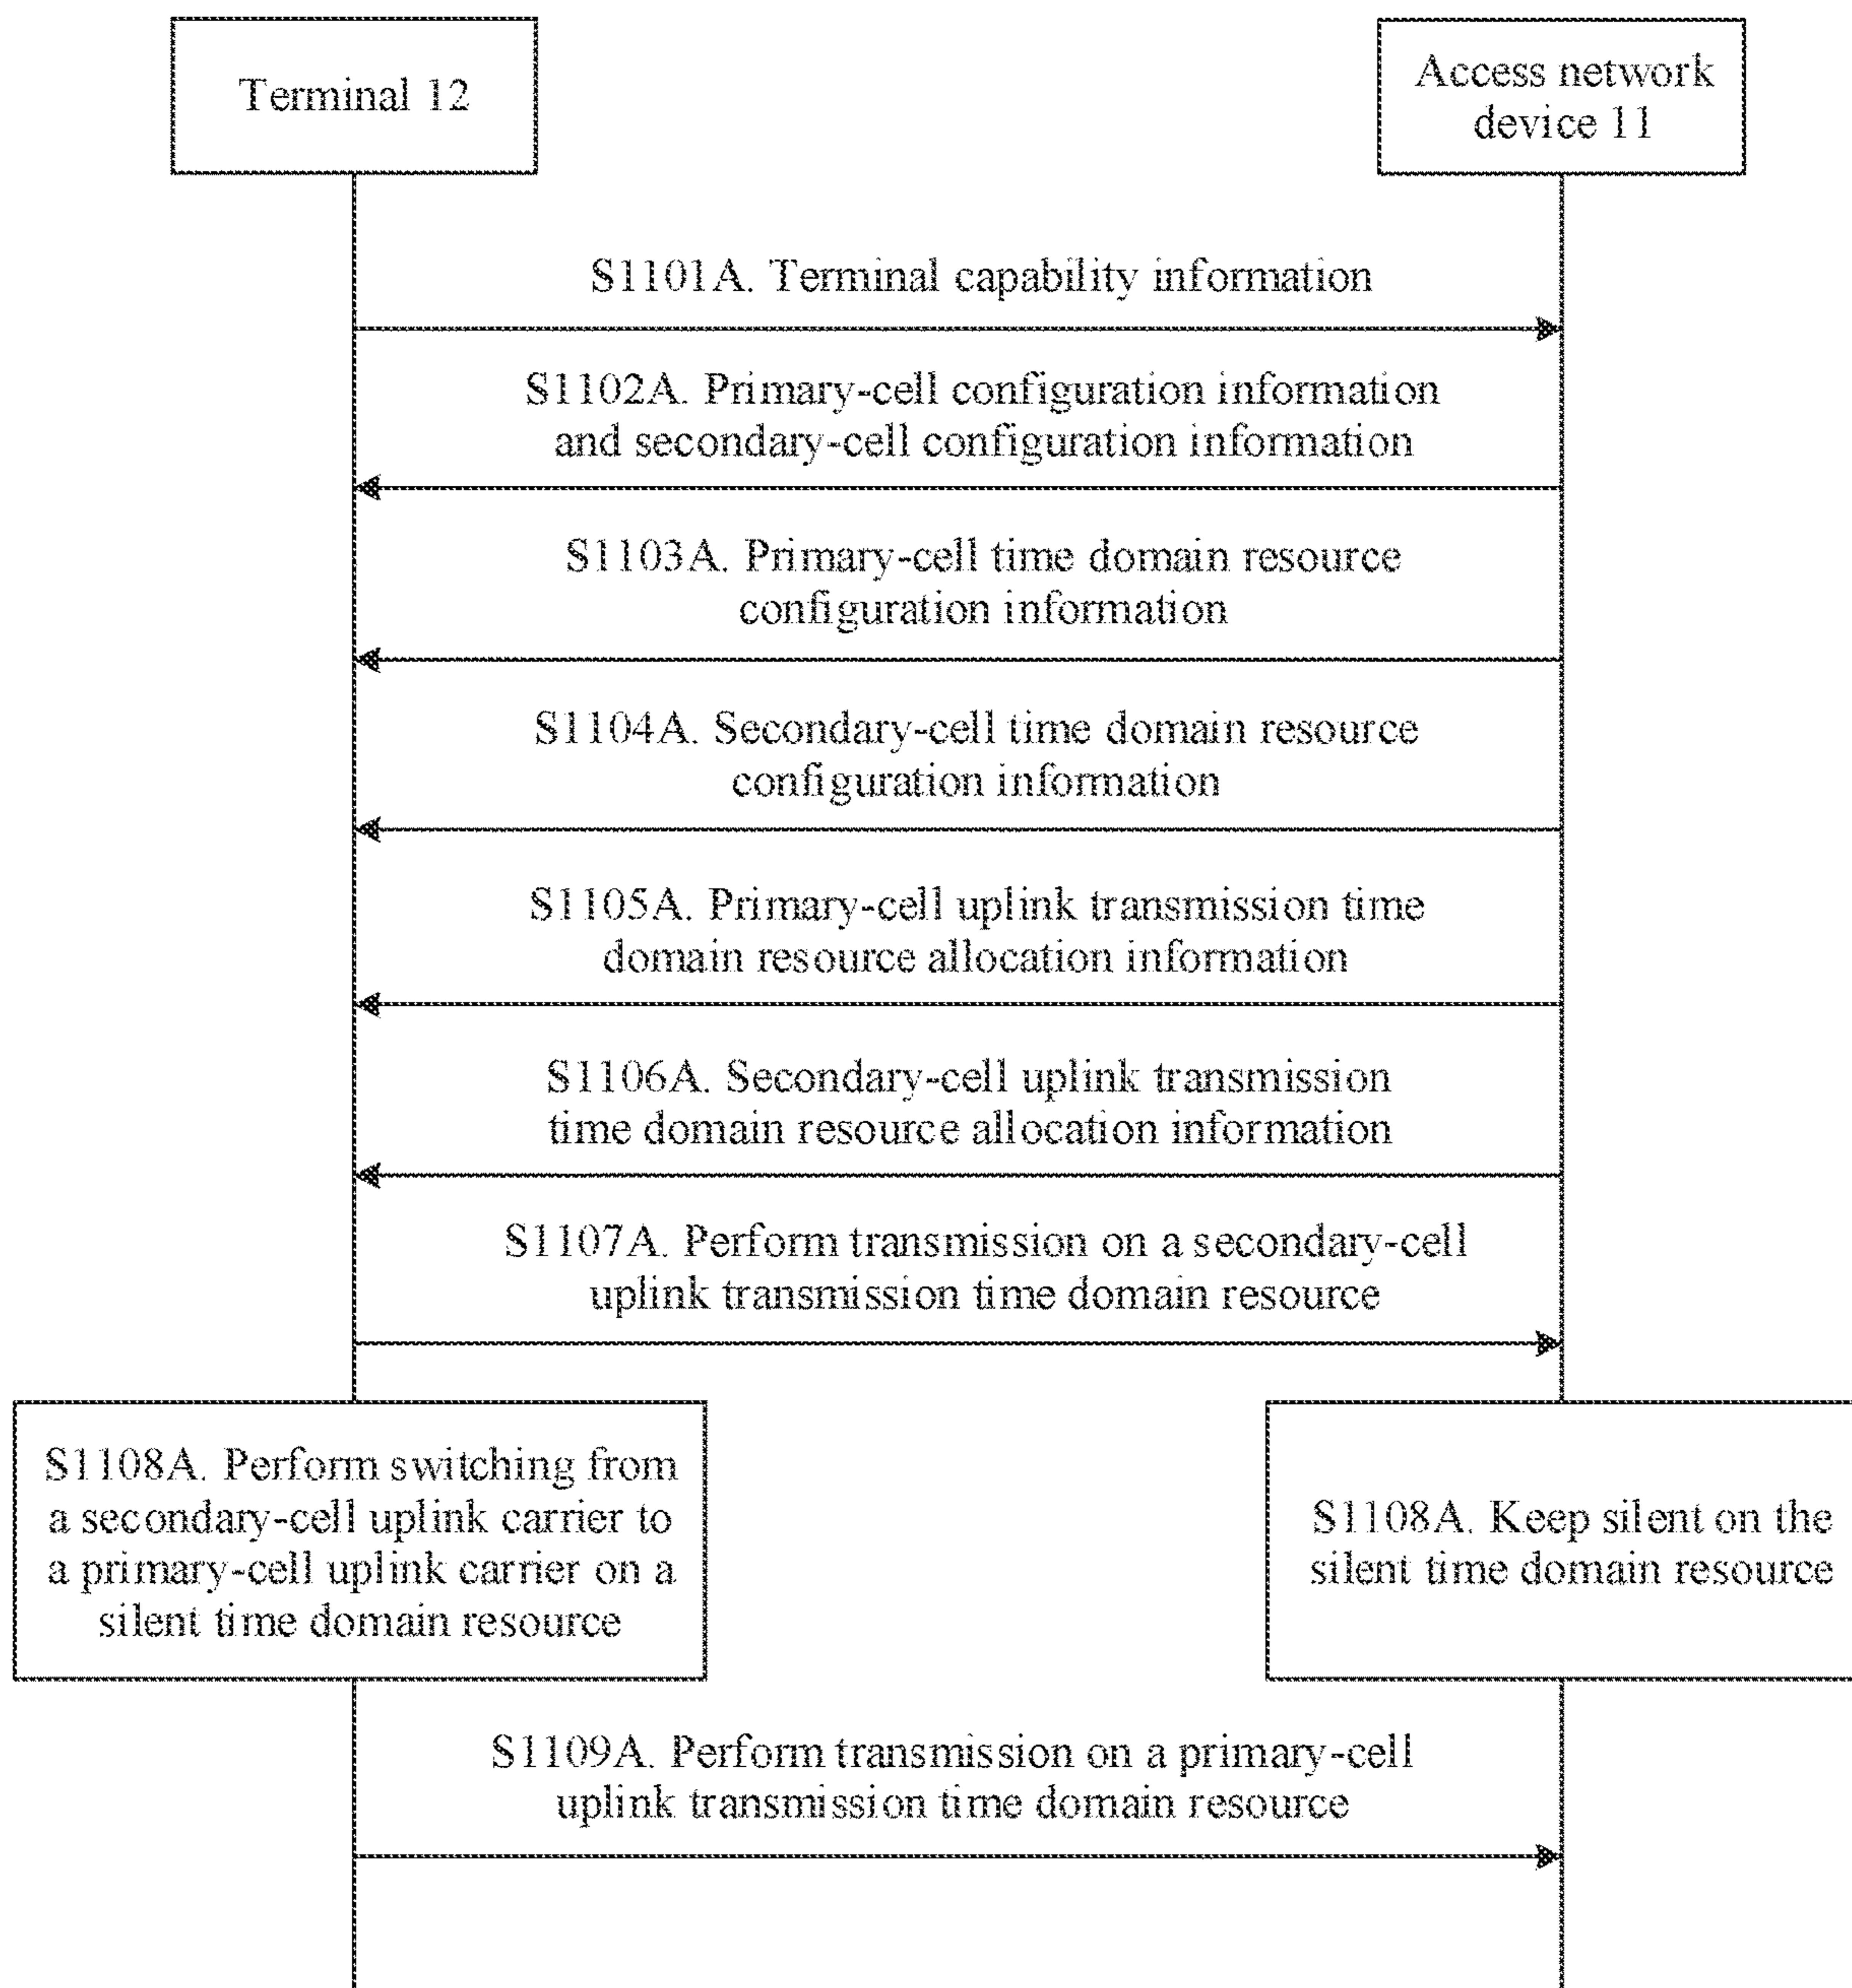 Terminal 12
Access network
device 11
S1101A. Terminal capability information
S1102A. Primary-cell configuration information
and secondary-cell configuration information
S1103A. Primary-cell time domain resource
configuration information
S1104A. Secondary-cell time domain resource
configuration information
S1105A. Primary-cell uplink transmission time
domain resource allocation information
S1106A. Secondary-cell uplink transmission
time domain resource allocation information
S1107A. Perform transmission on a secondary-cell
uplink transmission time domain resource
S1108A. Perform switching from
a secondary-cell uplink carrier to
a primary-cell uplink carrier on a
silent time domain resource
S1108A. Keep silent on the
silent time domain resource
S1109A. Perform transmission on a primary-cell
uplink transmission time domain resource